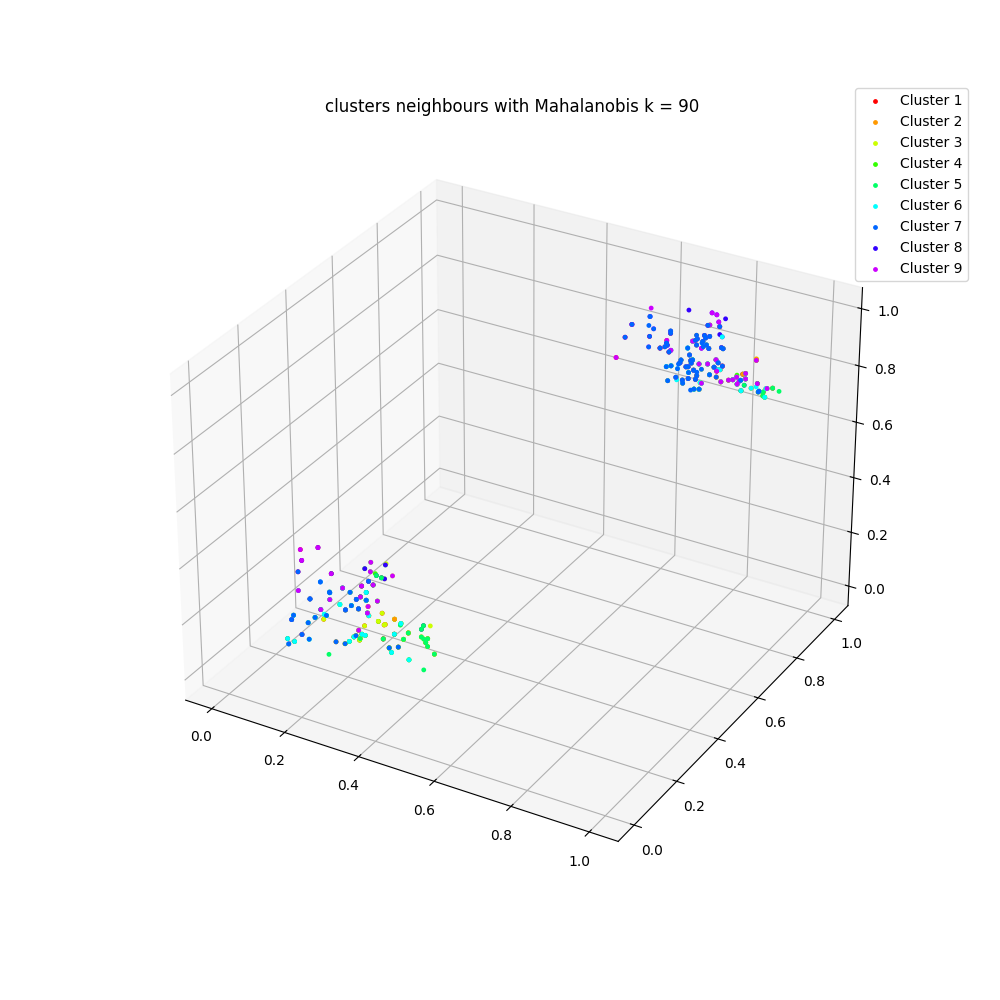 clusters neighbours with Mahalanobis k = 90
Cluster 1
Cluster 2
Cluster 3
Cluster 4
Cluster 5
Cluster 6
Cluster 7
Cluster 8
Cluster 9
1.0
0.8
0.6
0.4
0.2
0.0
1.0
0.8
0.6
0.4
0.2
0.0
0.0
0.2
0.4
0.6
0.8
1.0